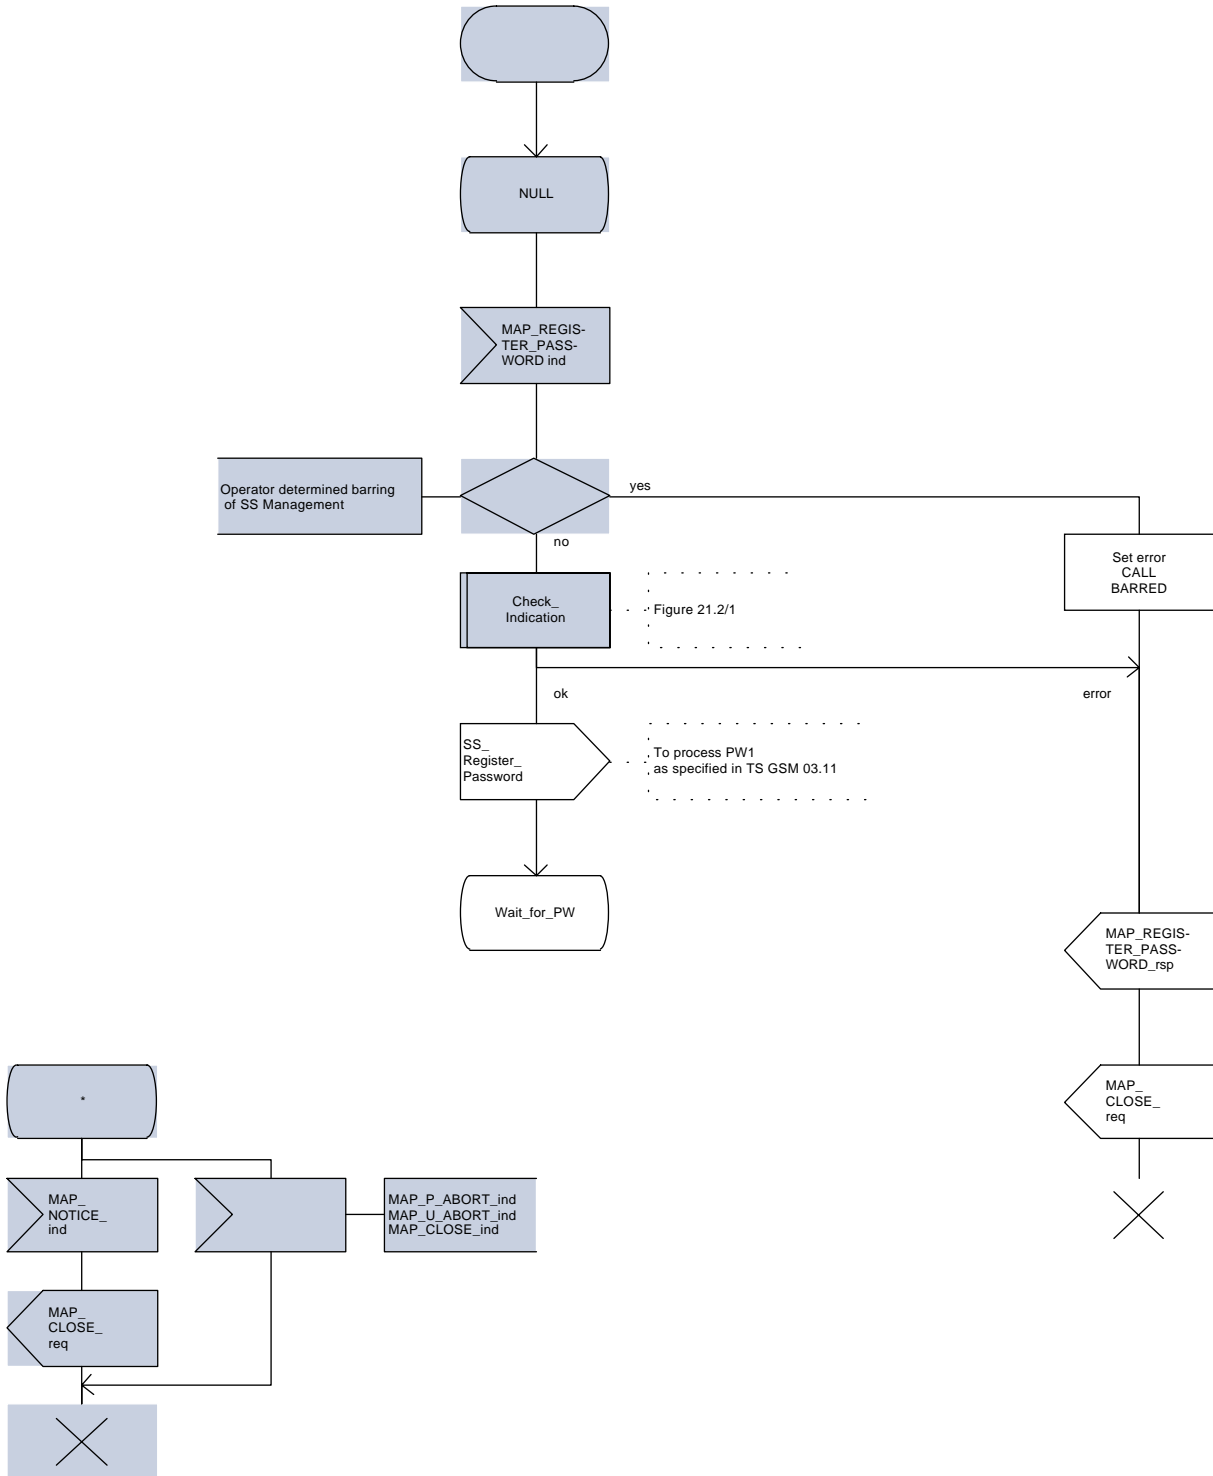 NULL
MAP_REGIS-
TER_PASS-
WORD ind
Operator determined barring
of SS Management
yes
no
Set error
CALL
BARRED
Check_
Indication
Figure 21.2/1
ok
error
SS_
Register_
Password
To process PW1
as specified in TS GSM 03.11
Wait_for_PW
MAP_REGIS-
TER_PASS-
WORD_rsp
MAP_
CLOSE_
req
*
MAP_
NOTICE_
ind
MAP_P_ABORT_ind
MAP_U_ABORT_ind
MAP_CLOSE_ind
MAP_
CLOSE_
req